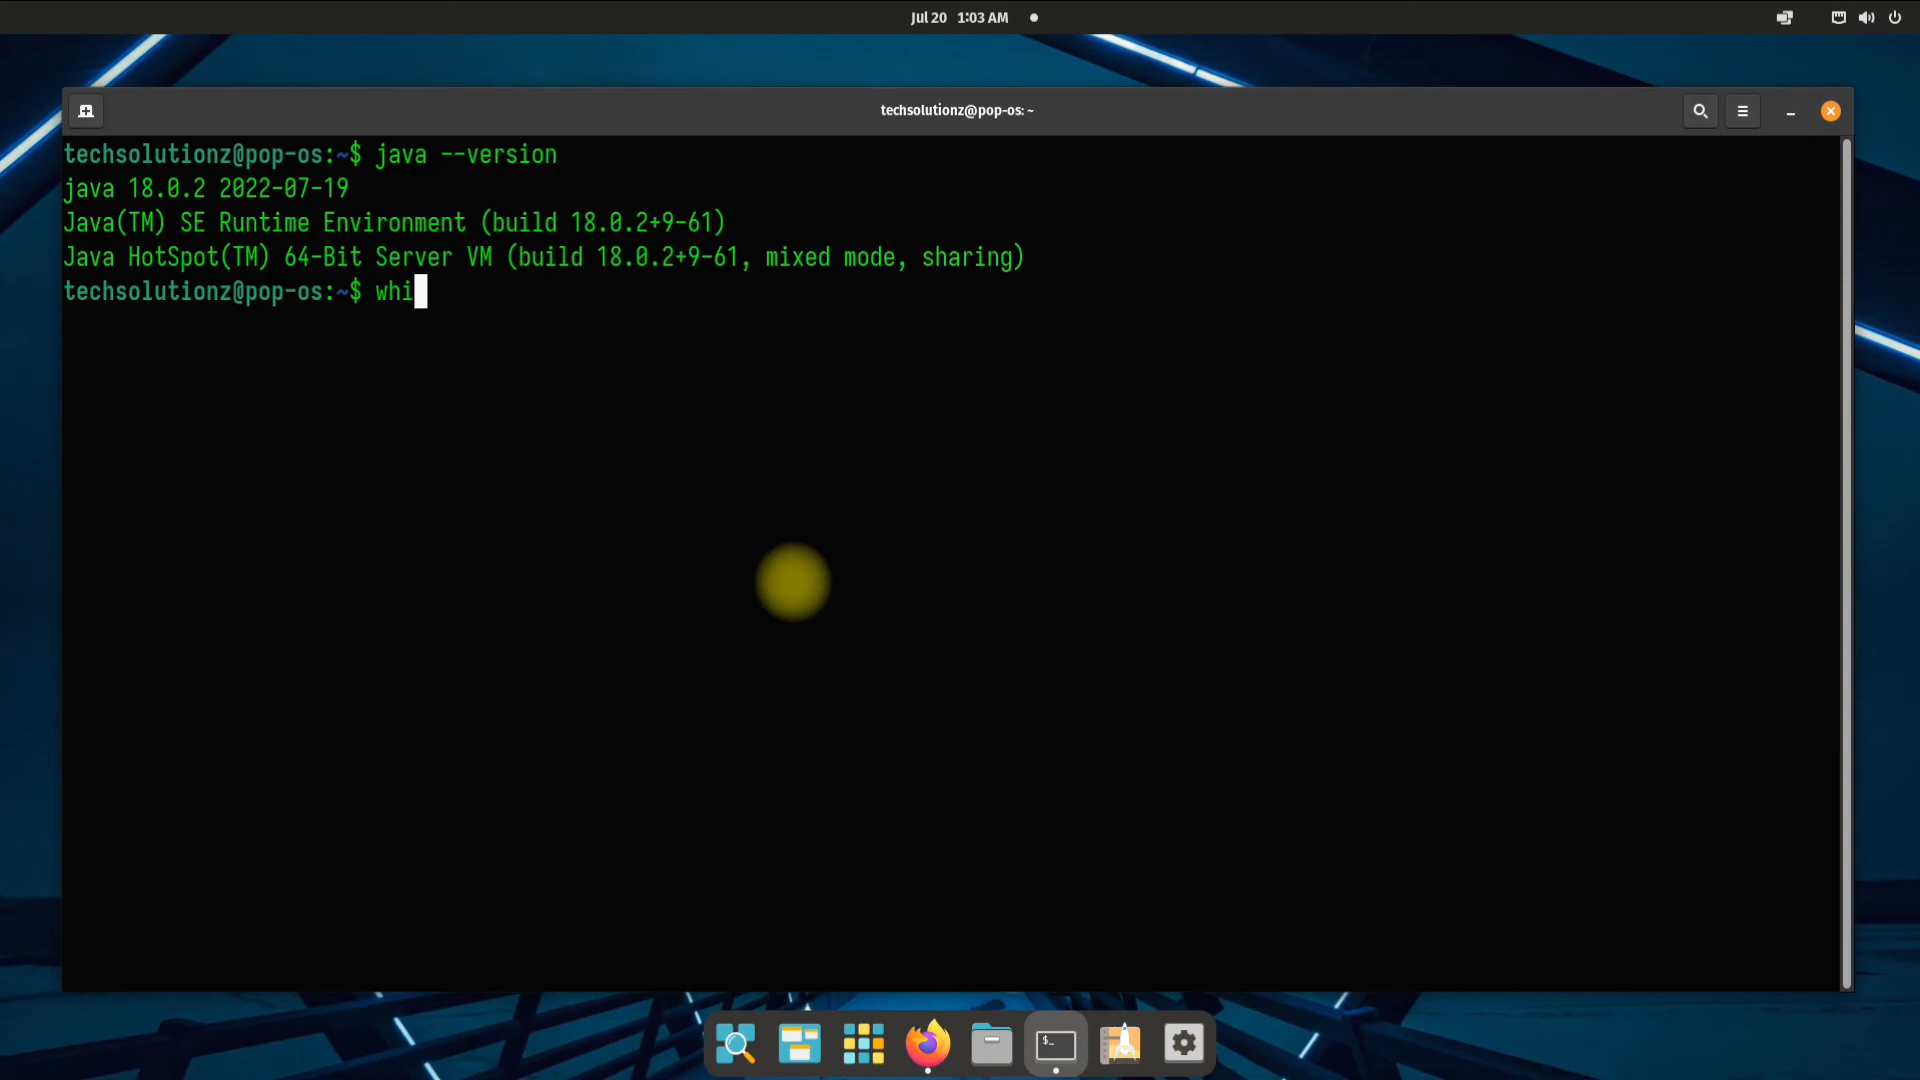 Jul 20 1:03 AM
techsolutionz@pop-os: ~
techsolutionz@pop-os:~$ java --version
java 18.0.2 2022-07-19
Java(TM) SE Runtime Environment (build 18.0.2+9-61)
Java HotSpot(TM) 64-Bit Server VM (build 18.0.2+9-61, mixed mode, sharing)
techsolutionz@pop-os:~$ whi
$_